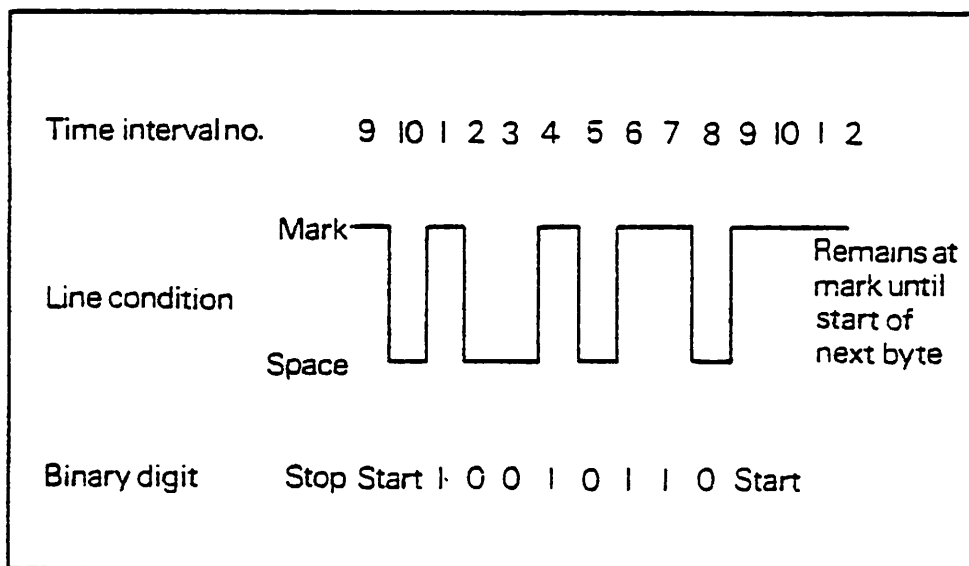 Time interval no. 9 10 1 2 3 4 5 6 7 8 9 10 1 2
Mark
Remains at
mark until
start of
next byte
Line condition
Space
Binary digit Stop Start 1 0 0 1 0 1 1 0 Start